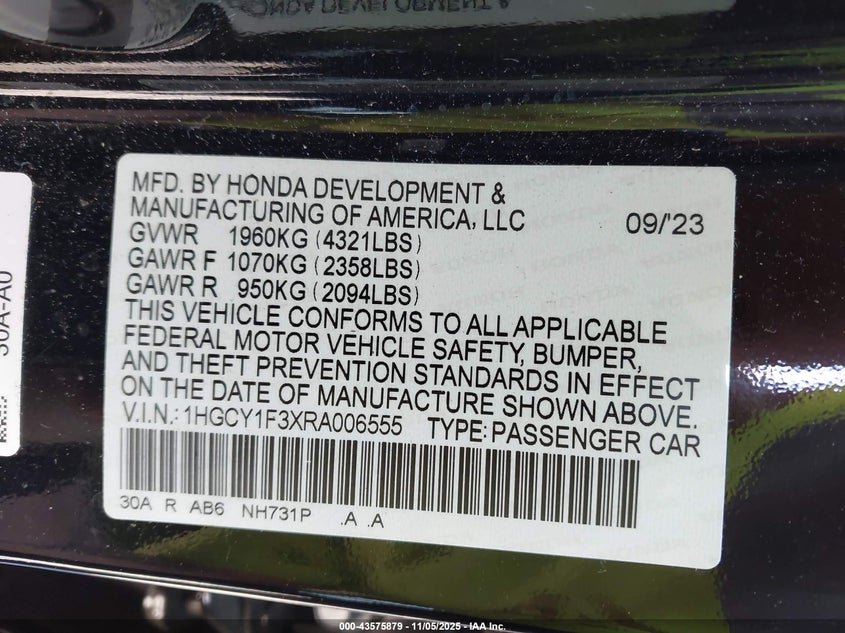 MFD. BY HONDA DEVELOPMENT &
MANUFACTURING OF AMERICA, LLC 09/'23
GVWR 1960KG (4321LBS)
GAWR F 1070KG (2358LBS)
GAWR R 950KG (2094LBS)
THIS VEHICLE CONFORMS TO ALL APPLICABLE
FEDERAL MOTOR VEHICLE SAFETY, BUMPER,
AND THEFT PREVENTION STANDARDS IN EFFECT
ON THE DATE OF MANUFACTURE SHOWN ABOVE.
V.I.N.: 1HGCY1F3XRA006555 TYPE: PASSENGER CAR
30A R AB6 NH731P .A .A
30A-A0
000-43575879 - 11/05/2025 - IAA Inc.